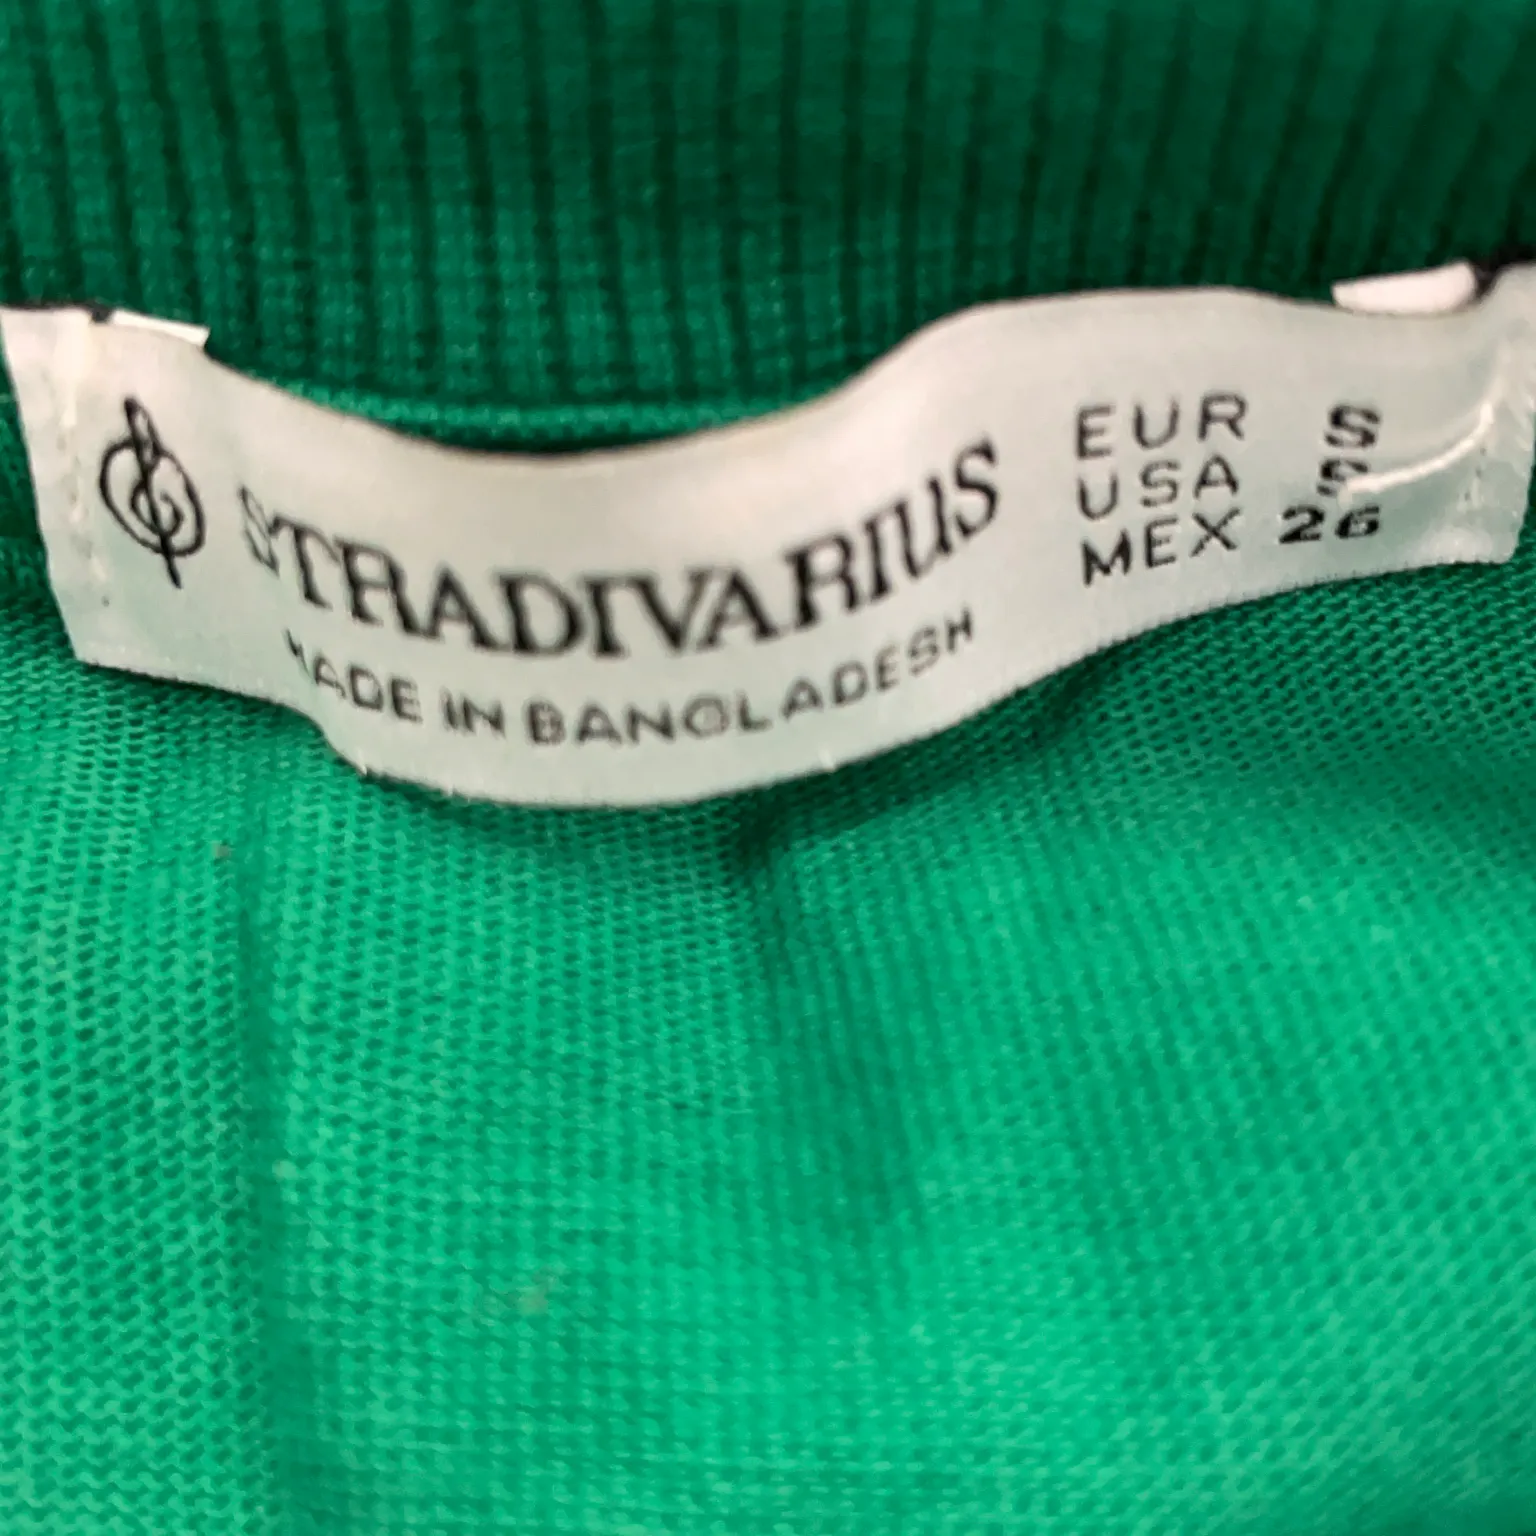 STRADIVARIUS
MADE IN BANGLADESH
EUR S
USA S
MEX 26